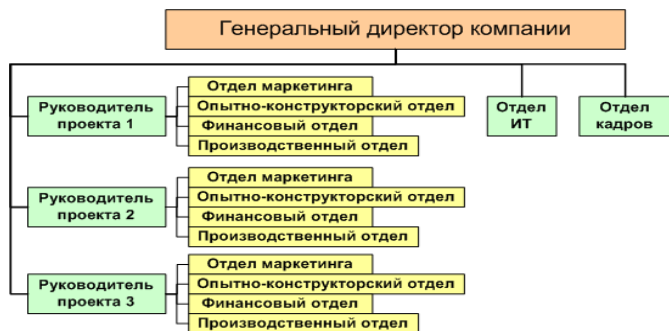 Генеральный директор компании
Руководитель
проекта 1
Отдел маркетинга
Опытно-конструкторский отдел
Финансовый отдел
Производственный отдел
Отдел
ИТ
Отдел
кадров
Руководитель
проекта 2
Отдел маркетинга
Опытно-конструкторский отдел
Финансовый отдел
Производственный отдел
Руководитель
проекта 3
Отдел маркетинга
Опытно-конструкторский отдел
Финансовый отдел
Производственный отдел